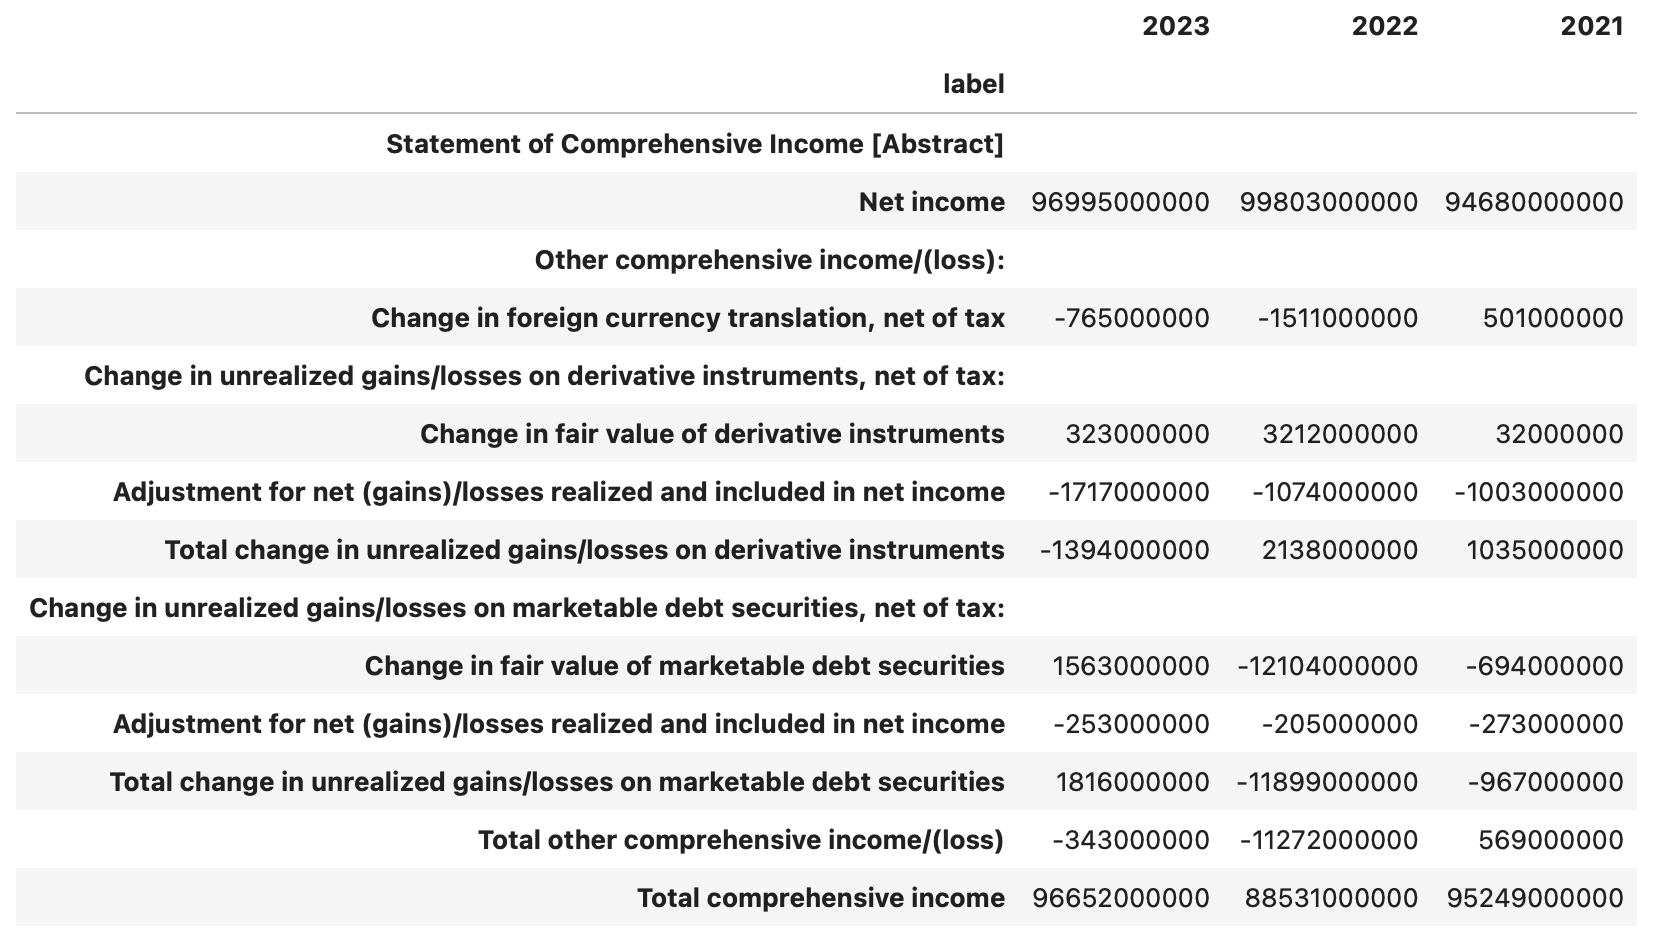 2023 2022 2021
label
Statement of Comprehensive Income [Abstract]
Net income 96995000000 99803000000 94680000000
Other comprehensive income/(loss):
Change in foreign currency translation, net of tax -765000000 -1511000000 501000000
Change in unrealized gains/losses on derivative instruments, net of tax:
Change in fair value of derivative instruments 323000000 3212000000 32000000
Adjustment for net (gains)/losses realized and included in net income -1717000000 -1074000000 -1003000000
Total change in unrealized gains/losses on derivative instruments -1394000000 2138000000 1035000000
Change in unrealized gains/losses on marketable debt securities, net of tax:
Change in fair value of marketable debt securities 1563000000 -12104000000 -694000000
Adjustment for net (gains)/losses realized and included in net income -253000000 -205000000 -273000000
Total change in unrealized gains/losses on marketable debt securities 1816000000 -11899000000 -967000000
Total other comprehensive income/(loss) -343000000 -11272000000 569000000
Total comprehensive income 96652000000 88531000000 95249000000